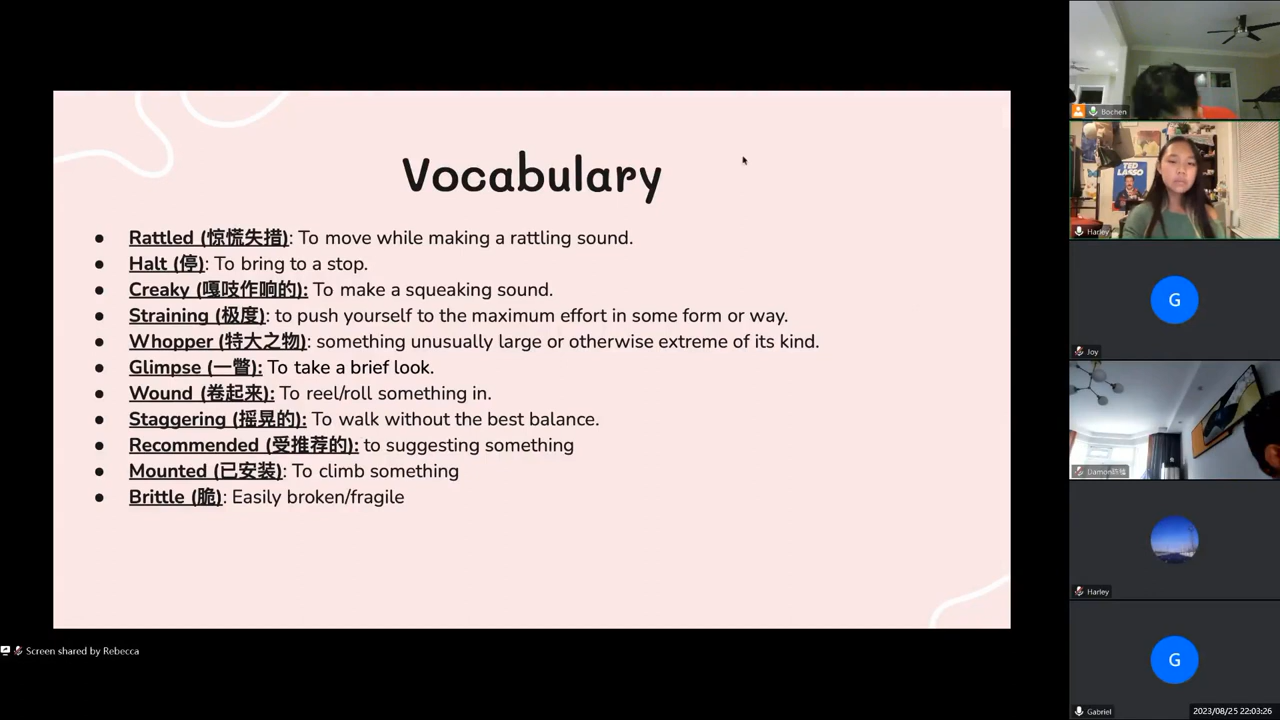 Vocabulary
● Rattled (惊慌失措): To move while making a rattling sound.
● Halt (停): To bring to a stop.
● Creaky (嘎吱作响的): To make a squeaking sound.
● Straining (极度): to push yourself to the maximum effort in some form or way.
● Whopper (特大之物): something unusually large or otherwise extreme of its kind.
● Glimpse (一瞥): To take a brief look.
● Wound (卷起来): To reel/roll something in.
● Staggering (摇晃的): To walk without the best balance.
● Recommended (受推荐的): to suggesting something
● Mounted (已安装): To climb something
● Brittle (脆): Easily broken/fragile
Screen shared by Rebecca
Bochen
TED LASSO
Harley
G
Joy
Damon
Harley
G
Gabriel
2023/08/25 22:03:26